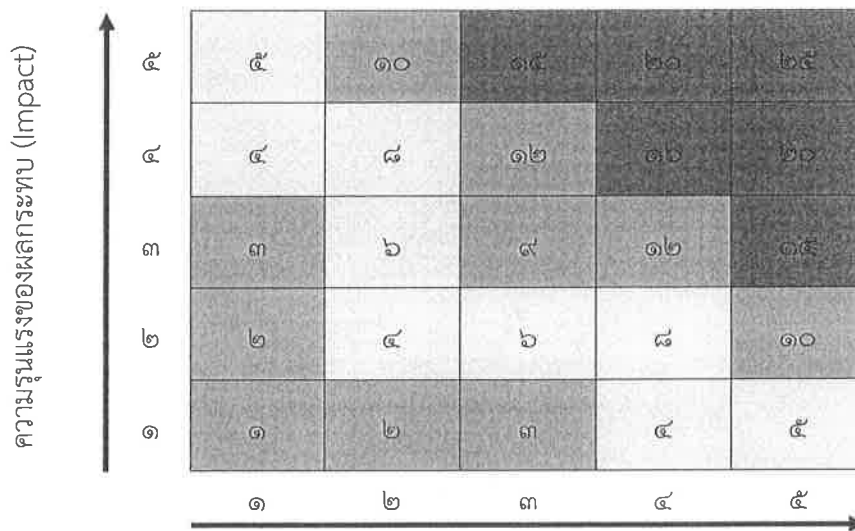 ความรุนแรงของผลกระทบ (Impact)
๕ ๕ ๑๐ ๑๕ ๒๐ ๒๕
๔ ๔ ๘ ๑๒ ๑๖ ๒๐
๓ ๓ ๖ ๙ ๑๒ ๑๕
๒ ๒ ๔ ๖ ๘ ๑๐
๑ ๑ ๒ ๓ ๔ ๕
๑ ๒ ๓ ๔ ๕